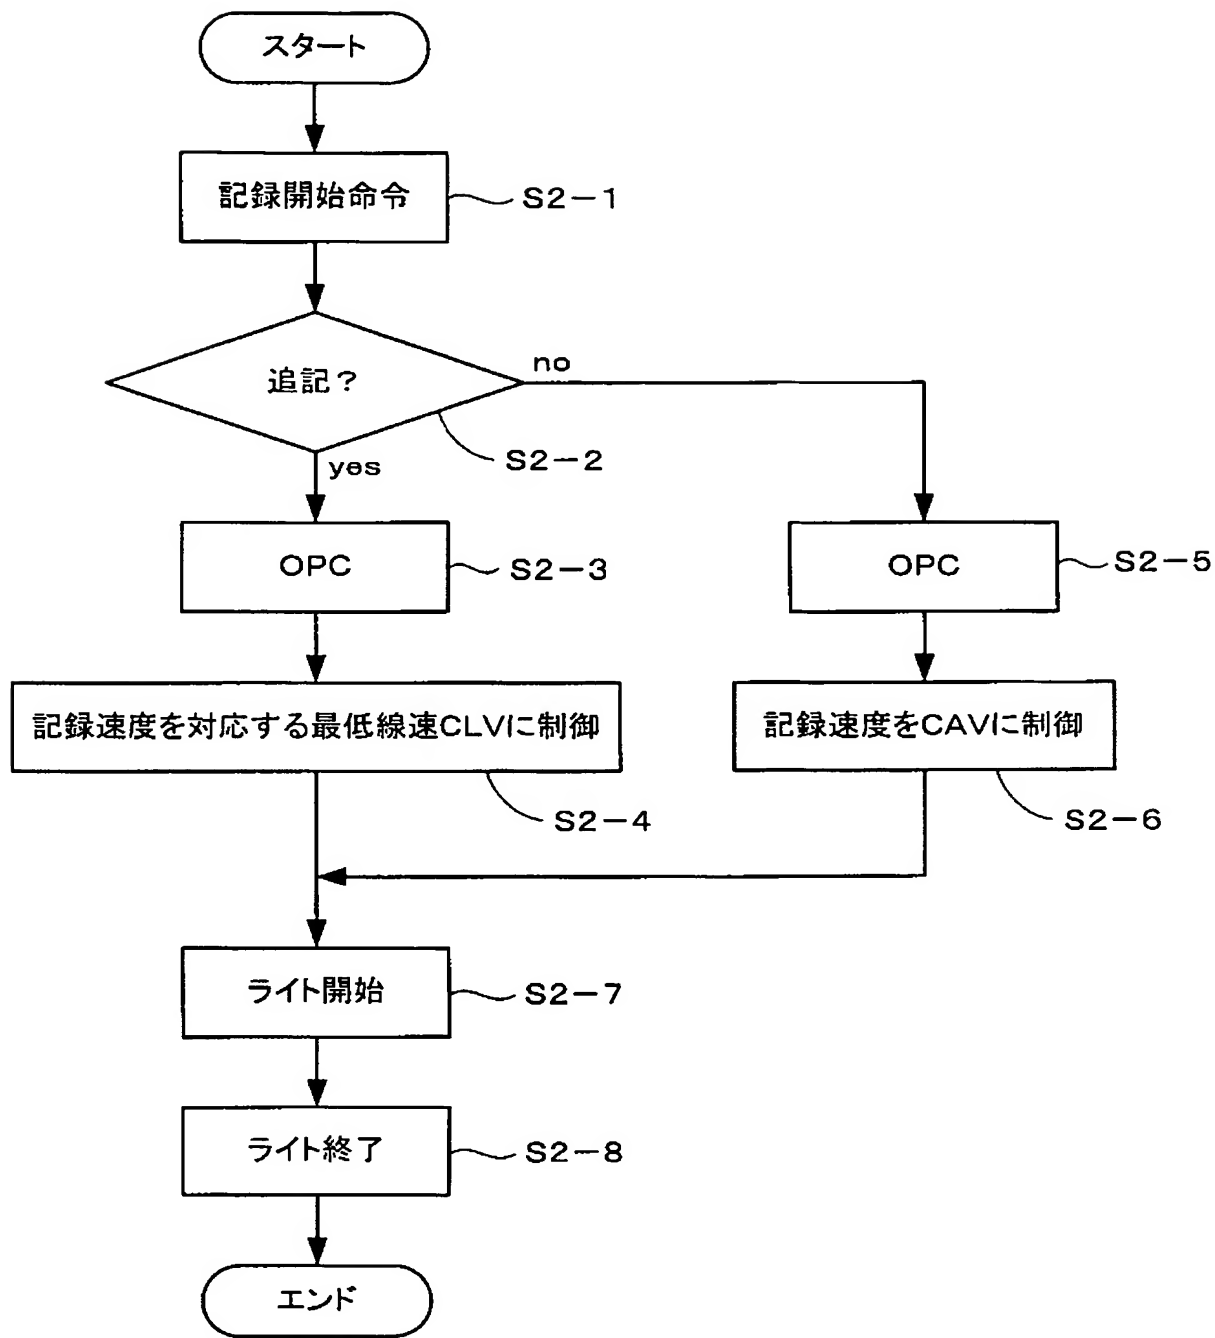 スタート
記録開始命令
S2-1
追記?
no
S2-2
yes
OPC
S2-3
OPC
S2-5
記録速度を対応する最低線速CLVに制御
S2-4
記録速度をCAVに制御
S2-6
ライト開始
S2-7
ライト終了
S2-8
エンド